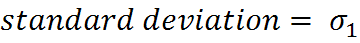 standard deviation = σ₁